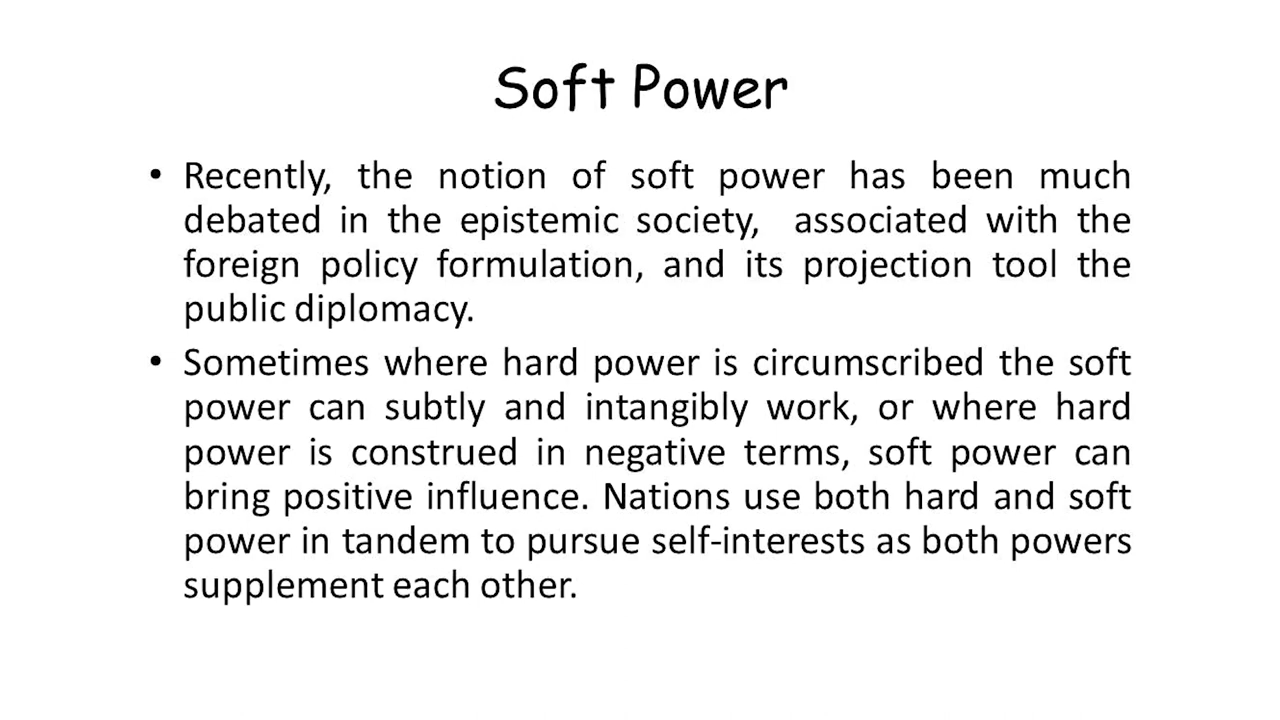 Soft Power
• Recently, the notion of soft power has been much
debated in the epistemic society,  associated with the
foreign policy formulation, and its projection tool the
public diplomacy.
• Sometimes where hard power is circumscribed the soft
power can subtly and intangibly work, or where hard
power is construed in negative terms, soft power can
bring positive influence. Nations use both hard and soft
power in tandem to pursue self-interests as both powers
supplement each other.